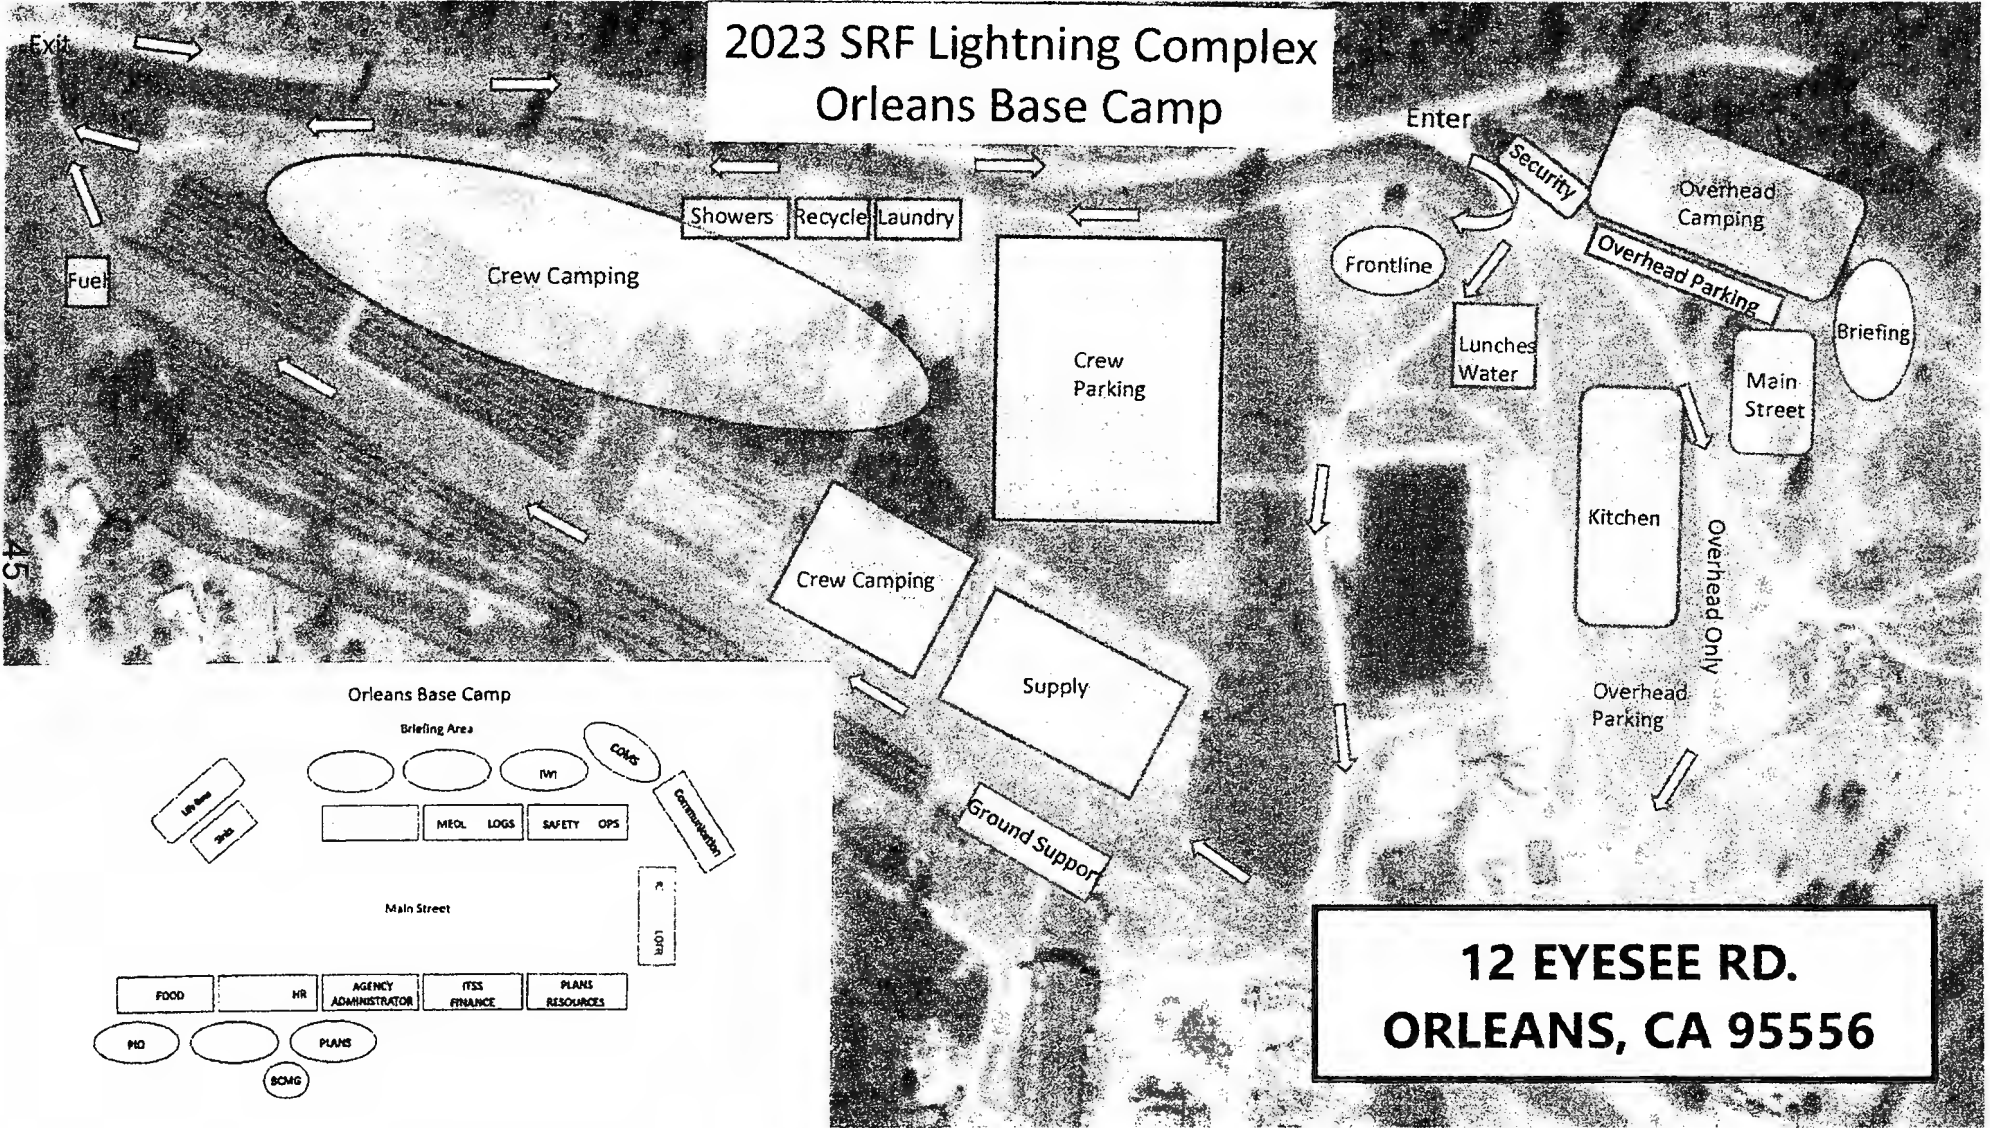 2023 SRF Lightning Complex
Orleans Base Camp
Exit
Enter
Security
Overhead
Camping
Overhead Parking
Showers
Recycle
Laundry
Frontline
Briefing
Crew Camping
Fuel
Lunches
Water
Crew
Parking
Main
Street
Kitchen
Overhead Only
45
Crew Camping
Supply
Overhead
Parking
Ground Support
Orleans Base Camp
Briefing Area
IWI
COMS
Communication
Sinks
MEDL LOGS
SAFETY OPS
IC LOFR
Main Street
FOOD
HR
AGENCY
ADMINISTRATOR
ITSS
FINANCE
PLANS
RESOURCES
PIO
PLANS
SCMG
12 EYESEE RD.
ORLEANS, CA 95556